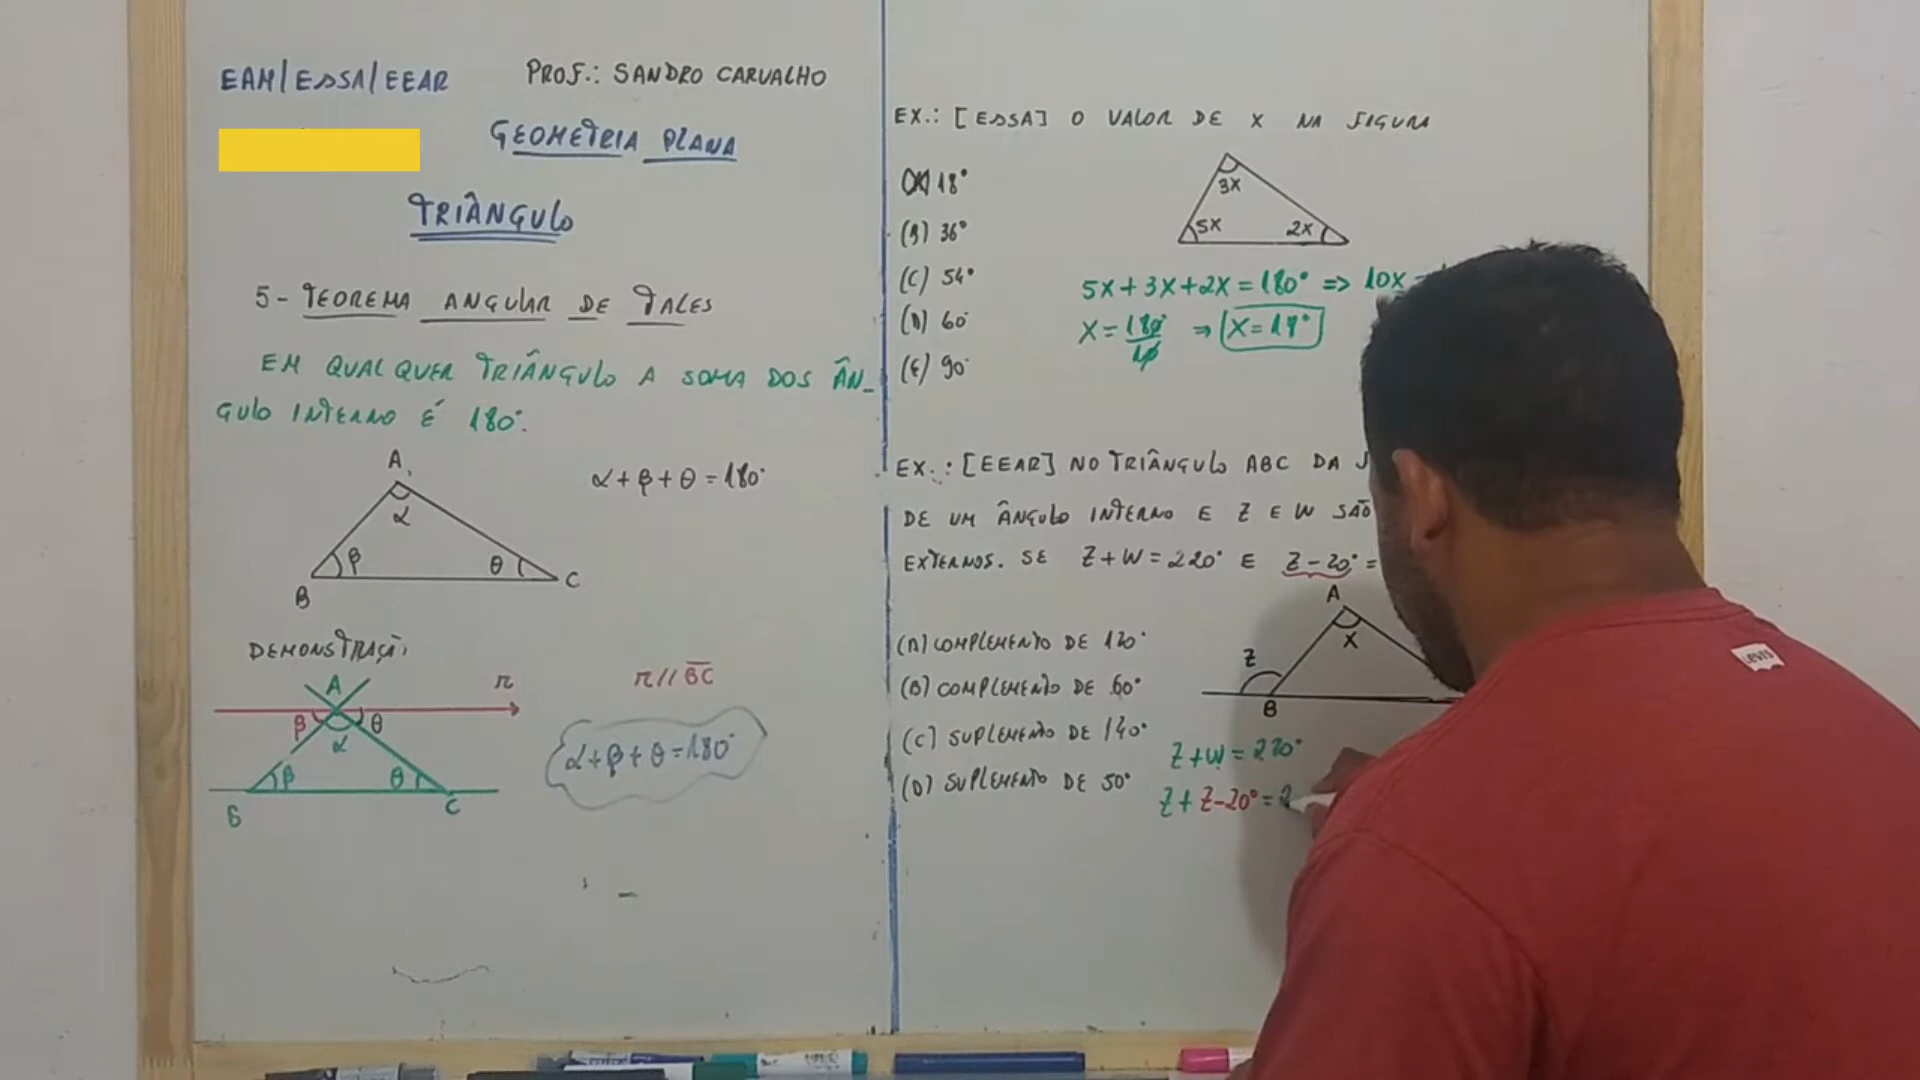 EAM/ESSA/EEAR PROF.: SANDRO CARVALHO
GEOMETRIA PLANA
TRIÂNGULO
5 - TEOREMA ANGULAR DE TALES
EM QUALQUER TRIÂNGULO A SOMA DOS ÂN_
GULO INTERNO É 180°.
A
α
β
θ
B
C
α+β+θ=180°
DEMONSTRAÇÃ
A
r
β
θ
α
β
θ
B
C
r//BC
α+β+θ=180°
EX.: [ESSA] O VALOR DE X NA FIGURA
(A) 18°
(B) 36°
(C) 54°
(D) 60°
(E) 90°
3X
5X
2X
5X+3X+2X=180° => 10X
X=180°/10 => X=18°
EX.: [EEAR] NO TRIÂNGULO ABC DA
DE UM ÂNGULO INTERNO E Z E W SÃO
EXTERNOS. SE Z+W=220° E Z-20°=
(A) COMPLEMENTO DE 120°
(B) COMPLEMENTO DE 60°
(C) SUPLEMENTO DE 140°
(D) SUPLEMENTO DE 50°
A
X
Z
B
Z+W=220°
Z+Z-20°=2
LEVI'S